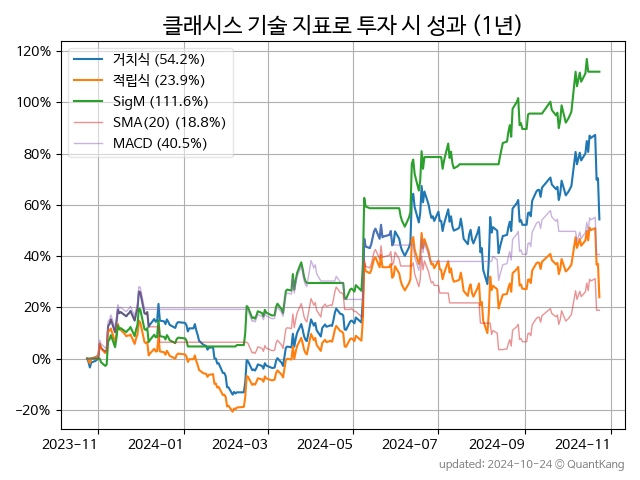 클래시스 기술 지표로 투자 시 성과 (1년)
120%
100%
80%
60%
40%
20%
0%
−20%
거치식 (54.2%)
적립식 (23.9%)
SigM (111.6%)
SMA(20) (18.8%)
MACD (40.5%)
2023-11
2024-01
2024-03
2024-05
2024-07
2024-09
2024-11
updated: 2024-10-24 @ QuantKang